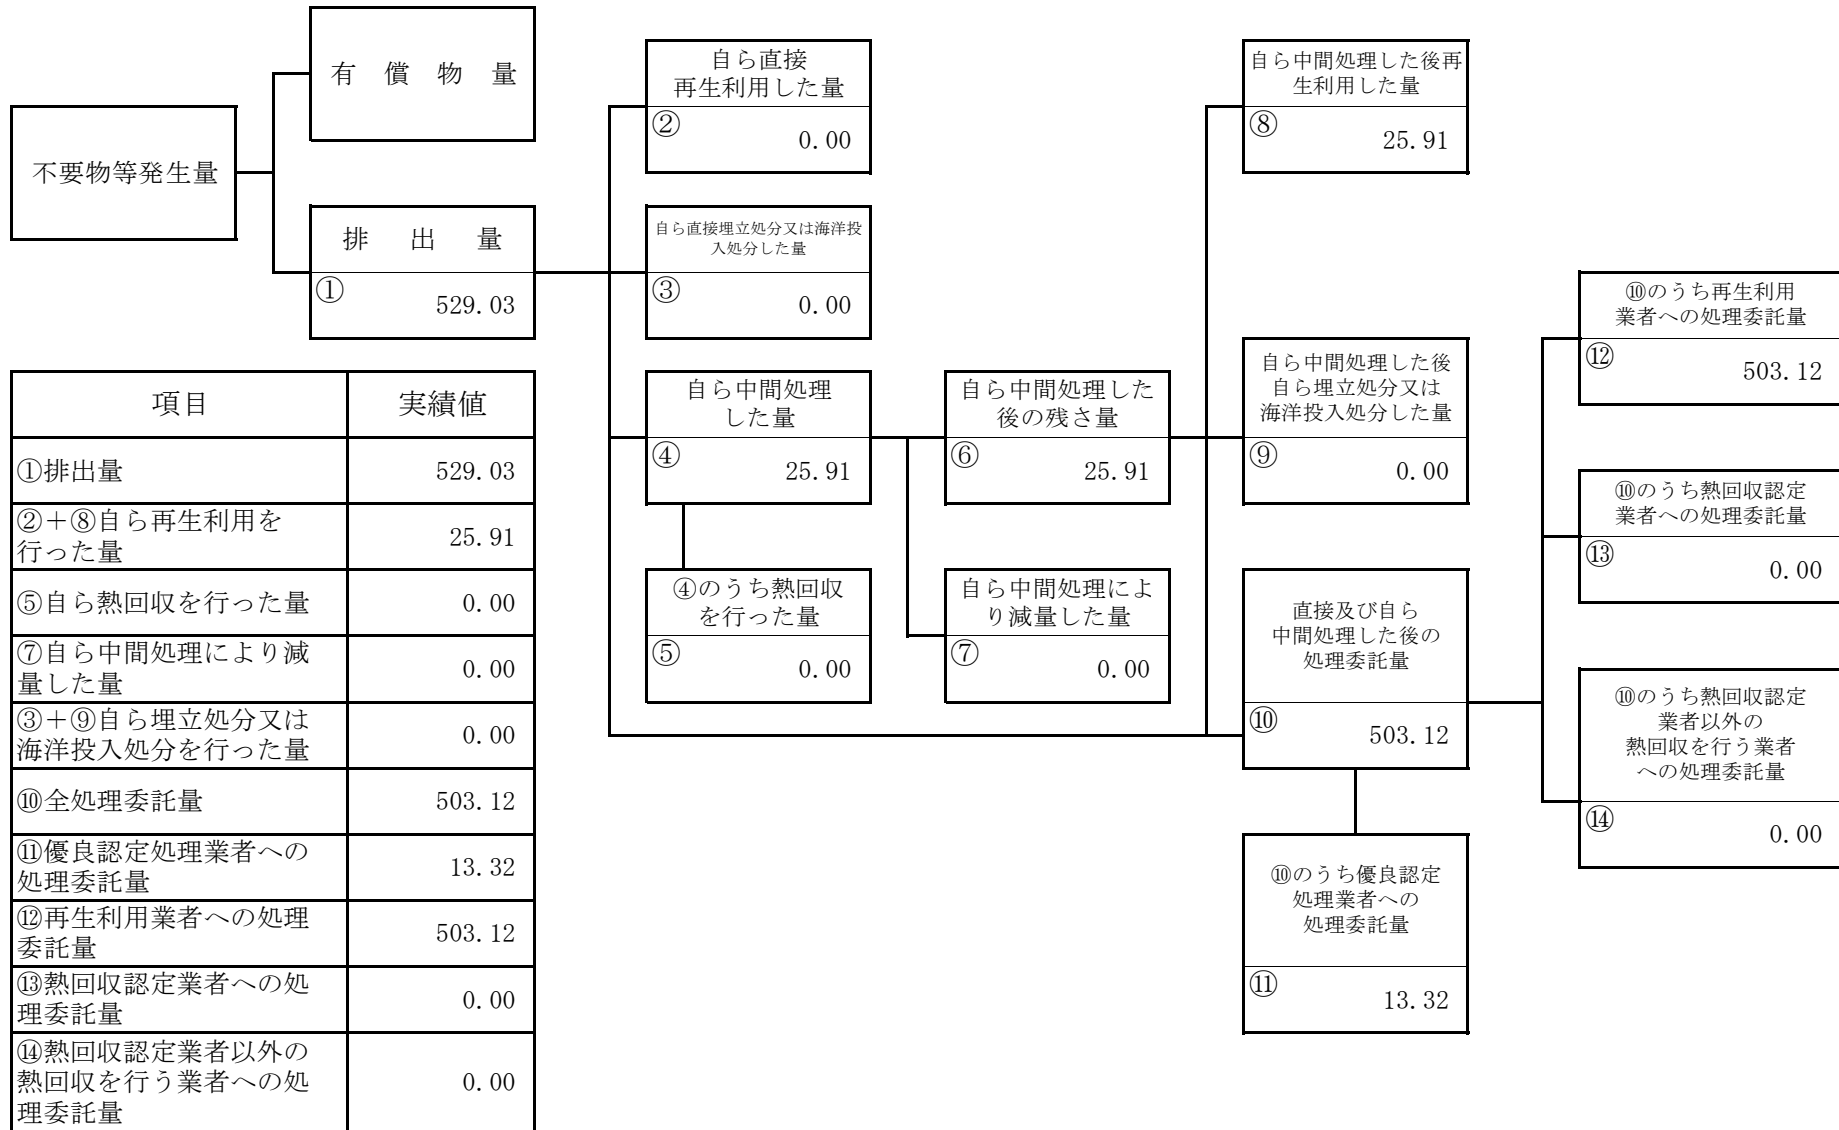 有　償　物　量
不要物等発生量
排　出　量
①
529.03
自ら直接
再生利用した量
②
0.00
自ら直接埋立処分又は海洋投
入処分した量
③
0.00
自ら中間処理
した量
④
25.91
④のうち熱回収
を行った量
⑤
0.00
自ら中間処理した
後の残さ量
⑥
25.91
自ら中間処理によ
り減量した量
⑦
0.00
自ら中間処理した後再
生利用した量
⑧
25.91
自ら中間処理した後
自ら埋立処分又は
海洋投入処分した量
⑨
0.00
直接及び自ら
中間処理した後の
処理委託量
⑩
503.12
⑩のうち優良認定
処理業者への
処理委託量
⑪
13.32
⑩のうち再生利用
業者への処理委託量
⑫
503.12
⑩のうち熱回収認定
業者への処理委託量
⑬
0.00
⑩のうち熱回収認定
業者以外の
熱回収を行う業者
への処理委託量
⑭
0.00
項目　実績値
①排出量　529.03
②＋⑧自ら再生利用を
行った量　25.91
⑤自ら熱回収を行った量　0.00
⑦自ら中間処理により減
量した量　0.00
③＋⑨自ら埋立処分又は
海洋投入処分を行った量　0.00
⑩全処理委託量　503.12
⑪優良認定処理業者への
処理委託量　13.32
⑫再生利用業者への処理
委託量　503.12
⑬熱回収認定業者への処
理委託量　0.00
⑭熱回収認定業者以外の
熱回収を行う業者への処　0.00
理委託量